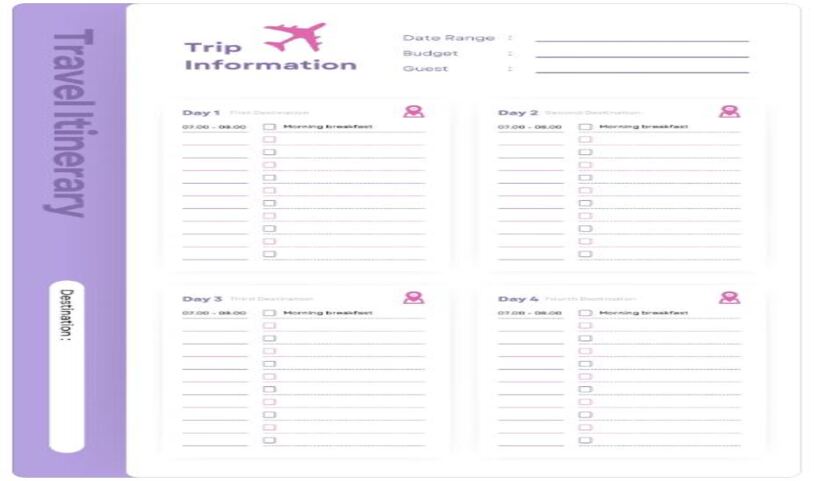 Travel Itinerary
Destination :
Trip
Information
Date Range :
Budget :
Guest :
Day 1 First Destination
07.00 - 08.00 Morning breakfast
Day 2 Second Destination
07.00 - 08.00 Morning breakfast
Day 3 Third Destination
07.00 - 08.00 Morning breakfast
Day 4 Fourth Destination
07.00 - 08.00 Morning breakfast